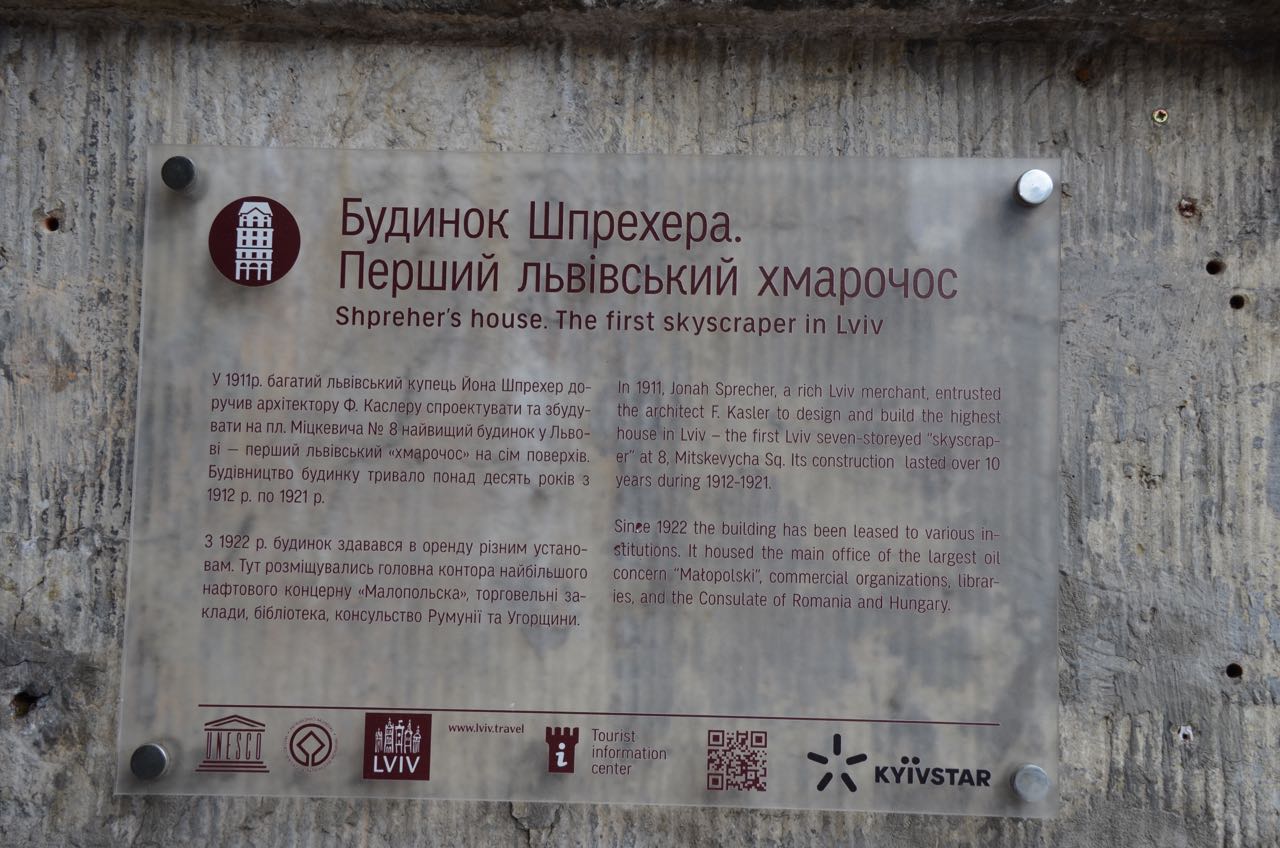 Будинок Шпрехера.
Перший львівський хмарочос
Shpreher's house. The first skyscraper in Lviv
У 1911р. багатий львівський купець Йона Шпрехер до-
ручив архітектору Ф. Каслеру спроектувати та збуду-
вати на пл. Міцкевича № 8 найвищий будинок у Льво-
ві – перший львівський «хмарочос» на сім поверхів.
Будівництво будинку тривало понад десять років з
1912 р. по 1921 р.
З 1922 р. будинок здавався в оренду різним устано-
вам. Тут розміщувались головна контора найбільшого
нафтового концерну «Малопольска», торговельні за-
клади, бібліотека, консульство Румунії та Угорщини.
In 1911, Jonah Sprecher, a rich Lviv merchant, entrusted
the architect F. Kasler to design and build the highest
house in Lviv – the first Lviv seven-storeyed "skyscrap-
er" at 8, Mitskevycha Sq. Its construction lasted over 10
years during 1912-1921.
Since 1922 the building has been leased to various in-
stitutions. It housed the main office of the largest oil
concern "Małopolski", commercial organizations, librar-
ies, and the Consulate of Romania and Hungary.
UNESCO
LVIV
www.lviv.travel
i
Tourist
information
center
KYЇVSTAR